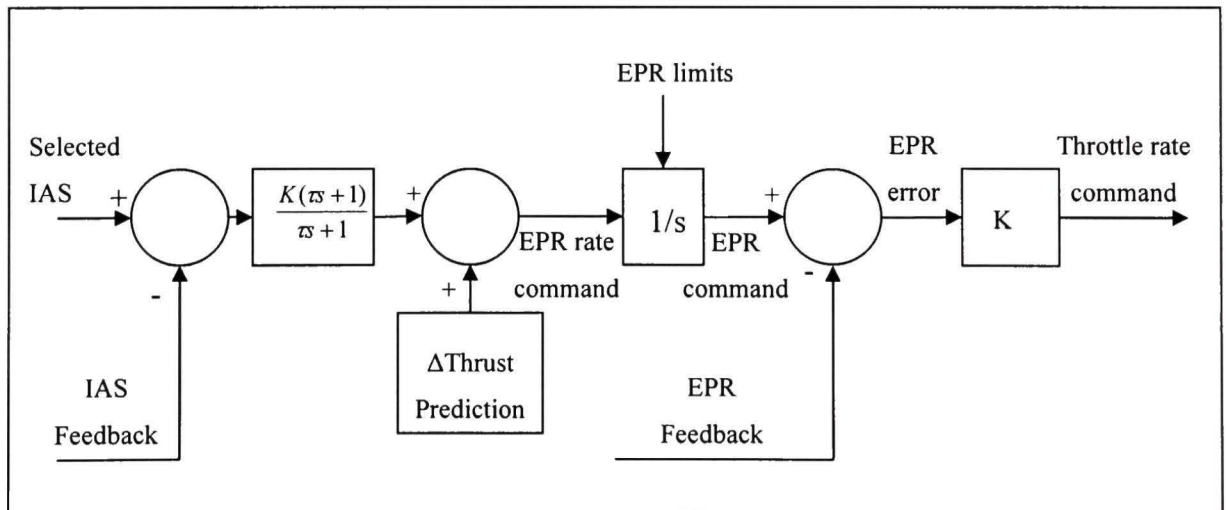 EPR limits
Selected
IAS
+
-
K(τs + 1)
τs + 1
+
+
EPR rate
command
1/s
EPR
command
+
-
EPR
error
K
Throttle rate
command
ΔThrust
Prediction
IAS
Feedback
EPR
Feedback